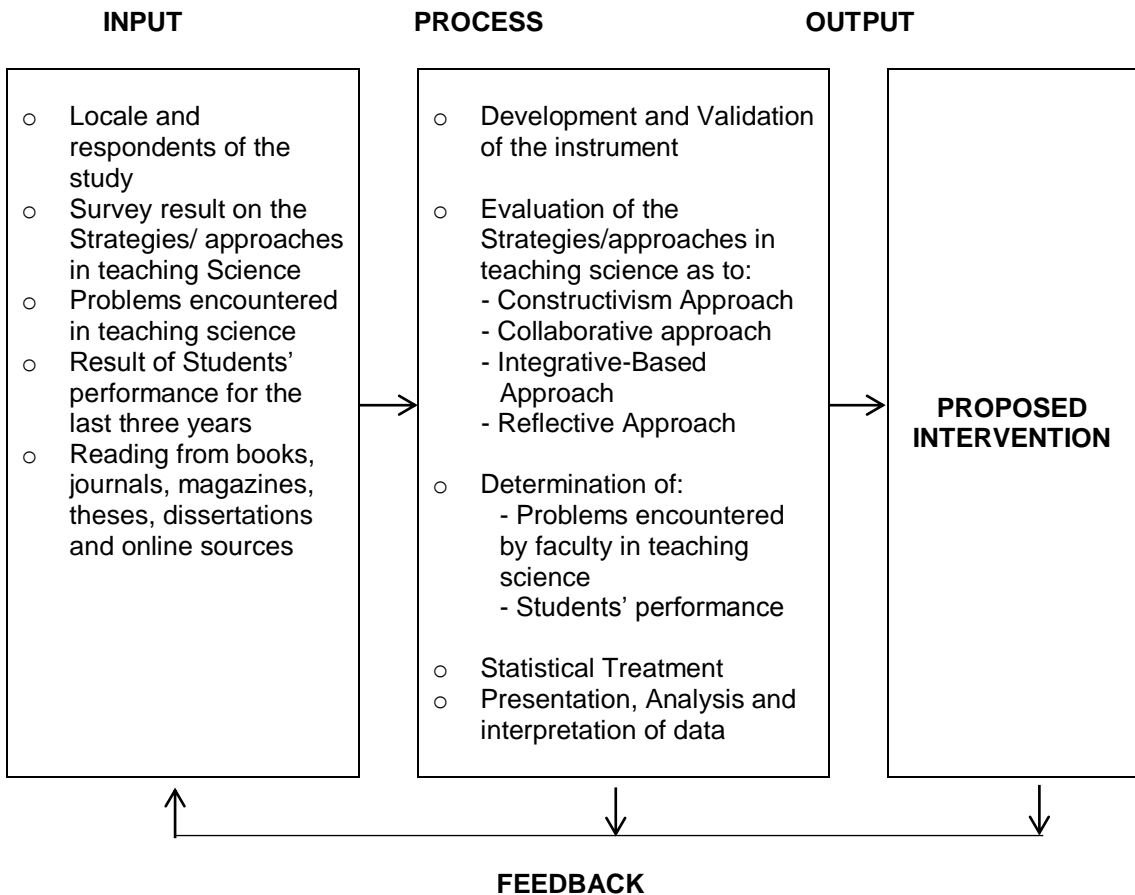 INPUT PROCESS OUTPUT
o Locale and
respondents of the
study
o Survey result on the
Strategies/ approaches
in teaching Science
o Problems encountered
in teaching science
o Result of Students’
performance for the
last three years
o Reading from books,
journals, magazines,
theses, dissertations
and online sources
o Development and Validation
of the instrument
o Evaluation of the
Strategies/approaches in
teaching science as to:
- Constructivism Approach
- Collaborative approach
- Integrative-Based
Approach
- Reflective Approach
o Determination of:
- Problems encountered
by faculty in teaching
science
- Students’ performance
o Statistical Treatment
o Presentation, Analysis and
interpretation of data
PROPOSED
INTERVENTION
FEEDBACK